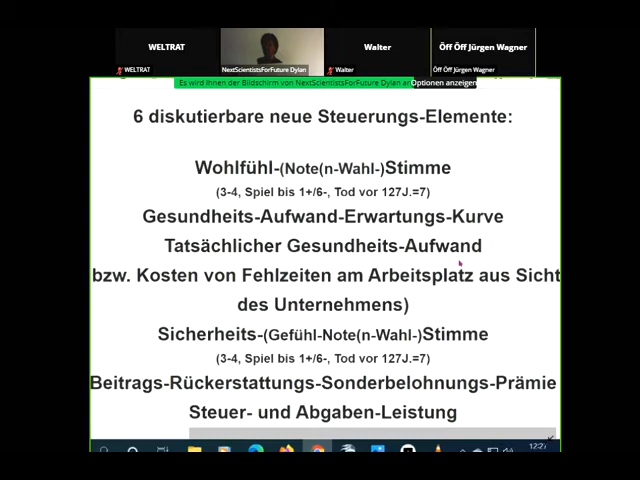 WELTRAT
Walter
Öff Öff Jürgen Wagner
WELTRAT
NextScientistsForFuture Dylan
Walter
Öff Öff Jürgen Wagner
Es wird Ihnen der Bildschirm von NextScientistsForFuture Dylan an
Optionen anzeigen
6 diskutierbare neue Steuerungs-Elemente:
Wohlfühl-(Note(n-Wahl-)Stimme
(3-4, Spiel bis 1+/6-, Tod vor 127J.=7)
Gesundheits-Aufwand-Erwartungs-Kurve
Tatsächlicher Gesundheits-Aufwand
bzw. Kosten von Fehlzeiten am Arbeitsplatz aus Sicht
des Unternehmens)
Sicherheits-(Gefühl-Note(n-Wahl-)Stimme
(3-4, Spiel bis 1+/6-, Tod vor 127J.=7)
Beitrags-Rückerstattungs-Sonderbelohnungs-Prämie
Steuer- und Abgaben-Leistung
12:27